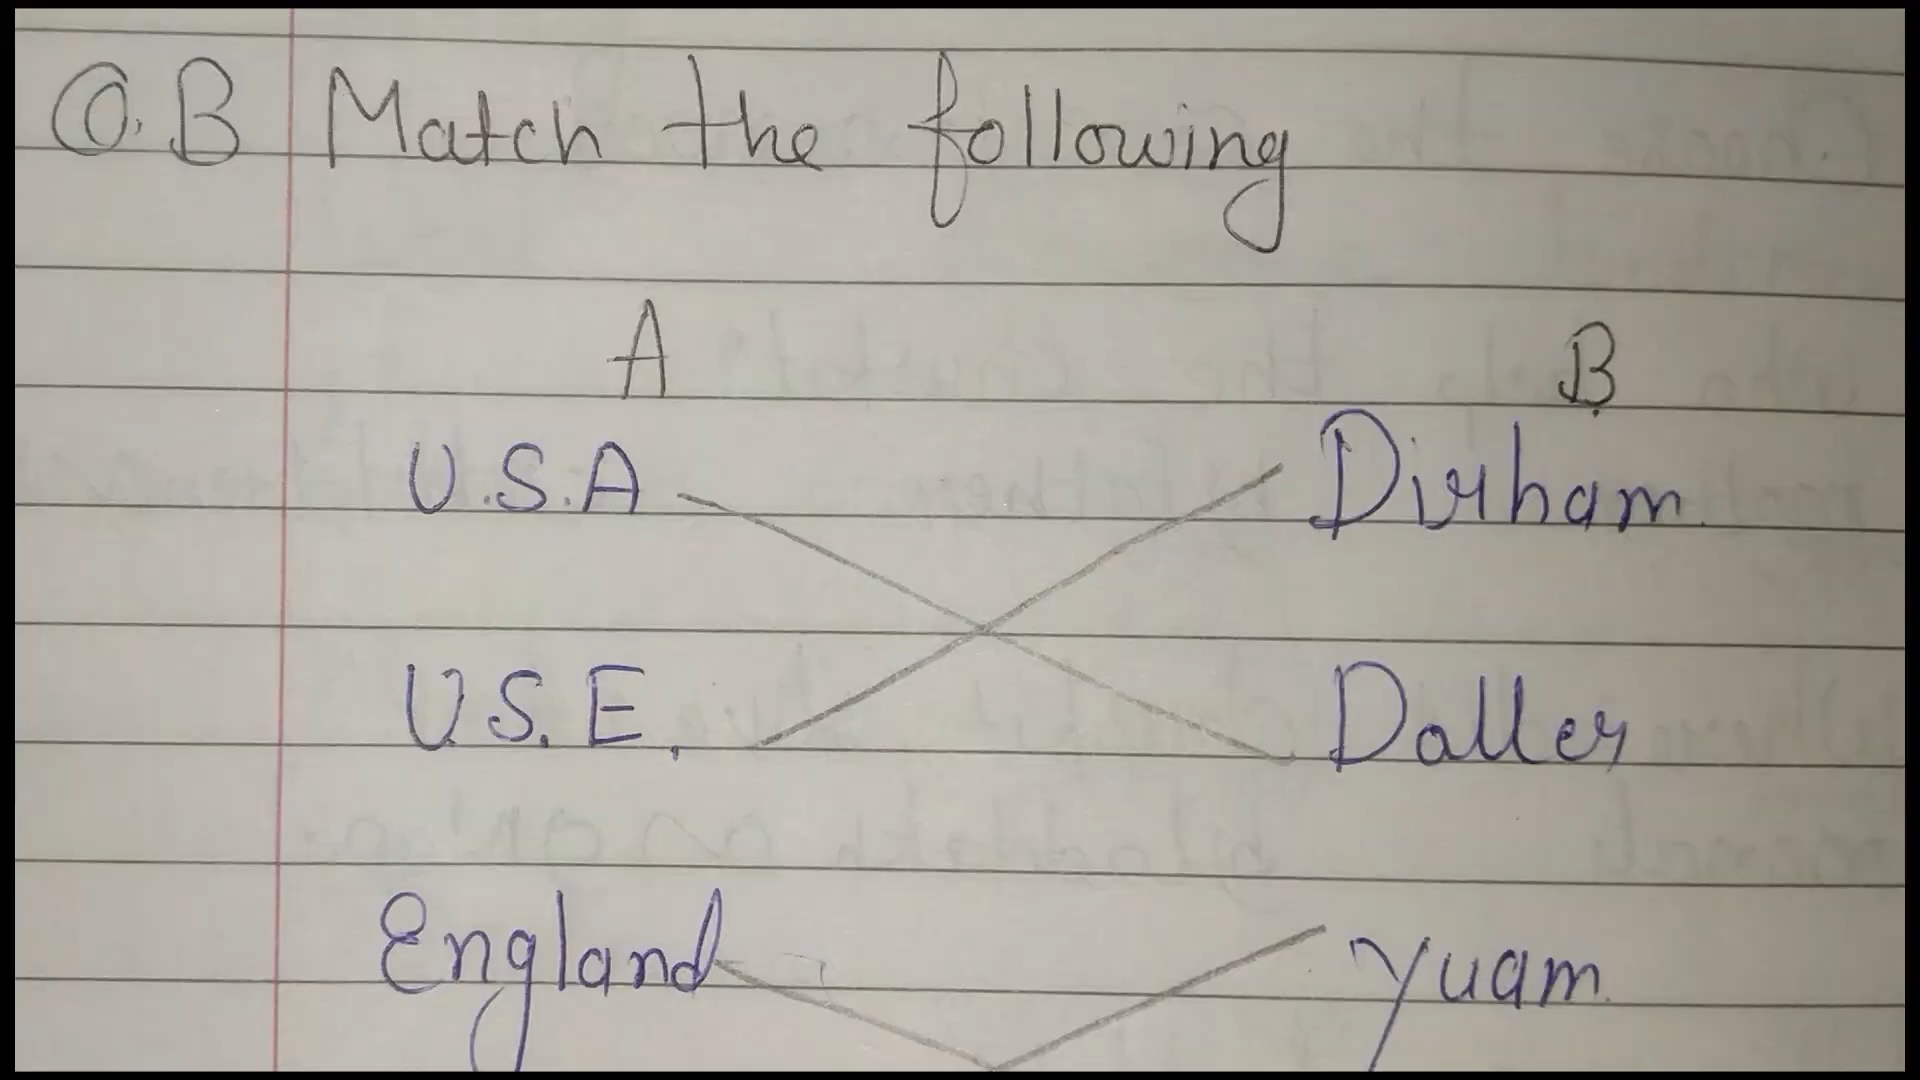 Q.B Match the following
A B
U.S.A Dirham.
U.S.E. Daller
England Yuam.